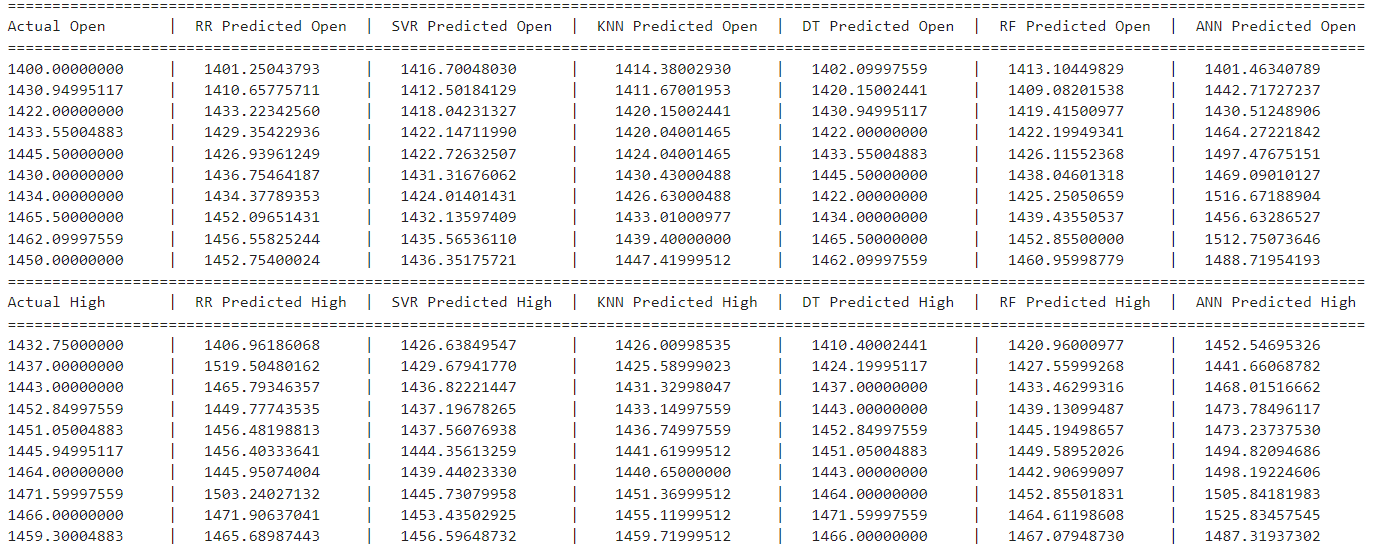 ==========================================================================================================================================================
Actual Open | RR Predicted Open | SVR Predicted Open | KNN Predicted Open | DT Predicted Open | RF Predicted Open | ANN Predicted Open
==========================================================================================================================================================
1400.00000000 | 1401.25043793 | 1416.70048030 | 1414.38002930 | 1402.09997559 | 1413.10449829 | 1401.46340789
1430.94995117 | 1410.65775711 | 1412.50184129 | 1411.67001953 | 1420.15002441 | 1409.08201538 | 1442.71727237
1422.00000000 | 1433.22342560 | 1418.04231327 | 1420.15002441 | 1430.94995117 | 1419.41500977 | 1430.51248906
1433.55004883 | 1429.35422936 | 1422.14711990 | 1420.04001465 | 1422.00000000 | 1422.19949341 | 1464.27221842
1445.50000000 | 1426.93961249 | 1422.72632507 | 1424.04001465 | 1433.55004883 | 1426.11552368 | 1497.47675151
1430.00000000 | 1436.75464187 | 1431.31676062 | 1430.43000488 | 1445.50000000 | 1438.04601318 | 1469.09010127
1434.00000000 | 1434.37789353 | 1424.01401431 | 1426.63000488 | 1422.00000000 | 1425.25050659 | 1516.67188904
1465.50000000 | 1452.09651431 | 1432.13597409 | 1433.01000977 | 1434.00000000 | 1439.43550537 | 1456.63286527
1462.09997559 | 1456.55825244 | 1435.56536110 | 1439.40000000 | 1465.50000000 | 1452.85500000 | 1512.75073646
1450.00000000 | 1452.75400024 | 1436.35175721 | 1447.41999512 | 1462.09997559 | 1460.95998779 | 1488.71954193
==========================================================================================================================================================
Actual High | RR Predicted High | SVR Predicted High | KNN Predicted High | DT Predicted High | RF Predicted High | ANN Predicted High
==========================================================================================================================================================
1432.75000000 | 1406.96186068 | 1426.63849547 | 1426.00998535 | 1410.40002441 | 1420.96000977 | 1452.54695326
1437.00000000 | 1519.50480162 | 1429.67941770 | 1425.58999023 | 1424.19995117 | 1427.55999268 | 1441.66068782
1443.00000000 | 1465.79346357 | 1436.82221447 | 1431.32998047 | 1437.00000000 | 1433.46299316 | 1468.01516662
1452.84997559 | 1449.77743535 | 1437.19678265 | 1433.14997559 | 1443.00000000 | 1439.13099487 | 1473.78496117
1451.05004883 | 1456.48198813 | 1437.56076938 | 1436.74997559 | 1452.84997559 | 1445.19498657 | 1473.23737530
1445.94995117 | 1456.40333641 | 1444.35613259 | 1441.61999512 | 1451.05004883 | 1449.58952026 | 1494.82094686
1464.00000000 | 1445.95074004 | 1439.44023330 | 1440.65000000 | 1443.00000000 | 1442.90699097 | 1498.19224606
1471.59997559 | 1503.24027132 | 1445.73079958 | 1451.36999512 | 1464.00000000 | 1452.85501831 | 1505.84181983
1466.00000000 | 1471.90637041 | 1453.43502925 | 1455.11999512 | 1471.59997559 | 1464.61198608 | 1525.83457545
1459.30004883 | 1465.68987443 | 1456.59648732 | 1459.71999512 | 1466.00000000 | 1467.07948730 | 1487.31937302